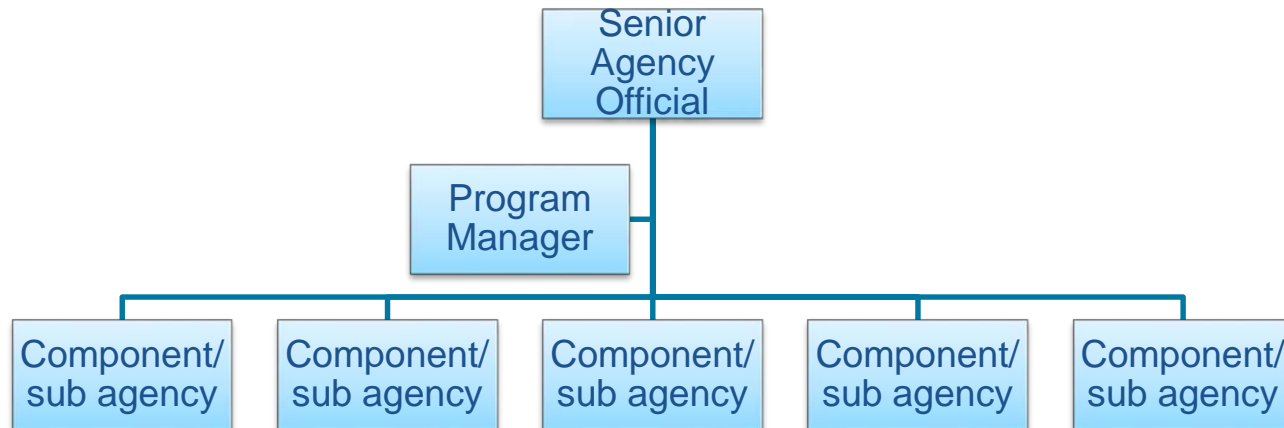 Senior
Agency
Official
Program
Manager
Component/
sub agency
Component/
sub agency
Component/
sub agency
Component/
sub agency
Component/
sub agency